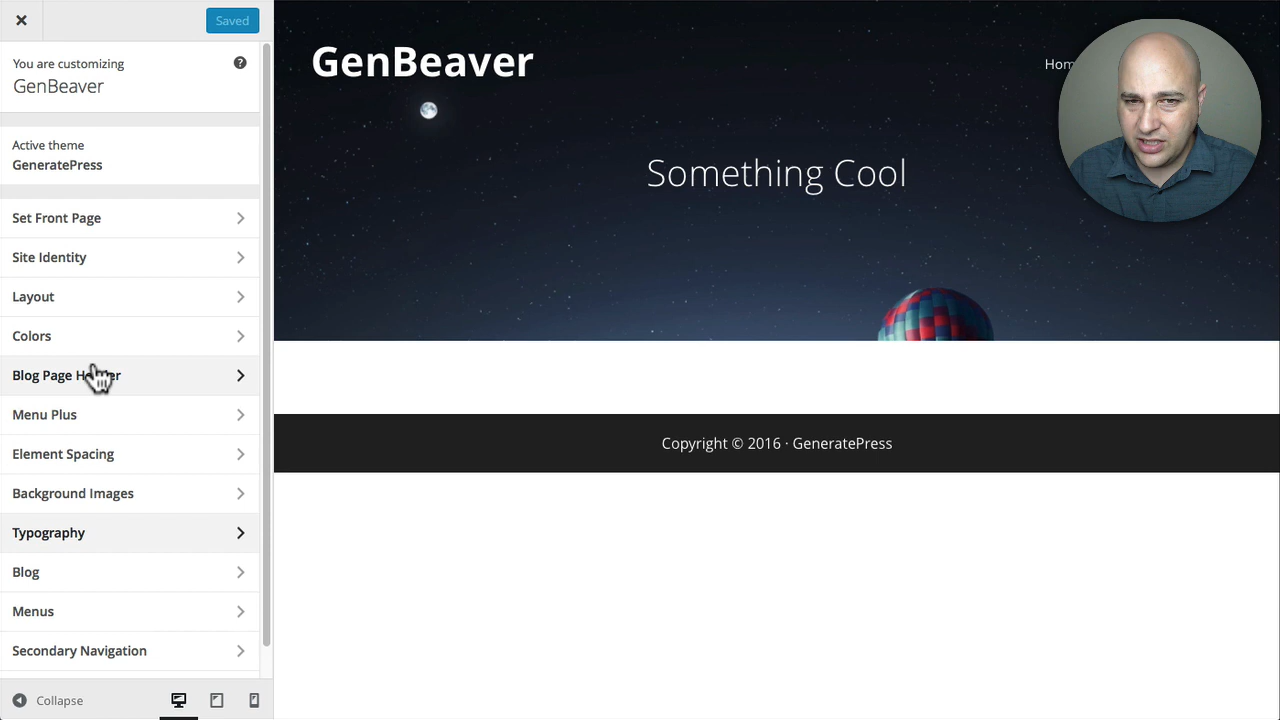 Saved
You are customizing
GenBeaver
Active theme
GeneratePress
Set Front Page
Site Identity
Layout
Colors
Blog Page
Menu Plus
Element Spacing
Background Images
Typography
Blog
Menus
Secondary Navigation
Collapse
GenBeaver
Something Cool
Copyright © 2016 · GeneratePress